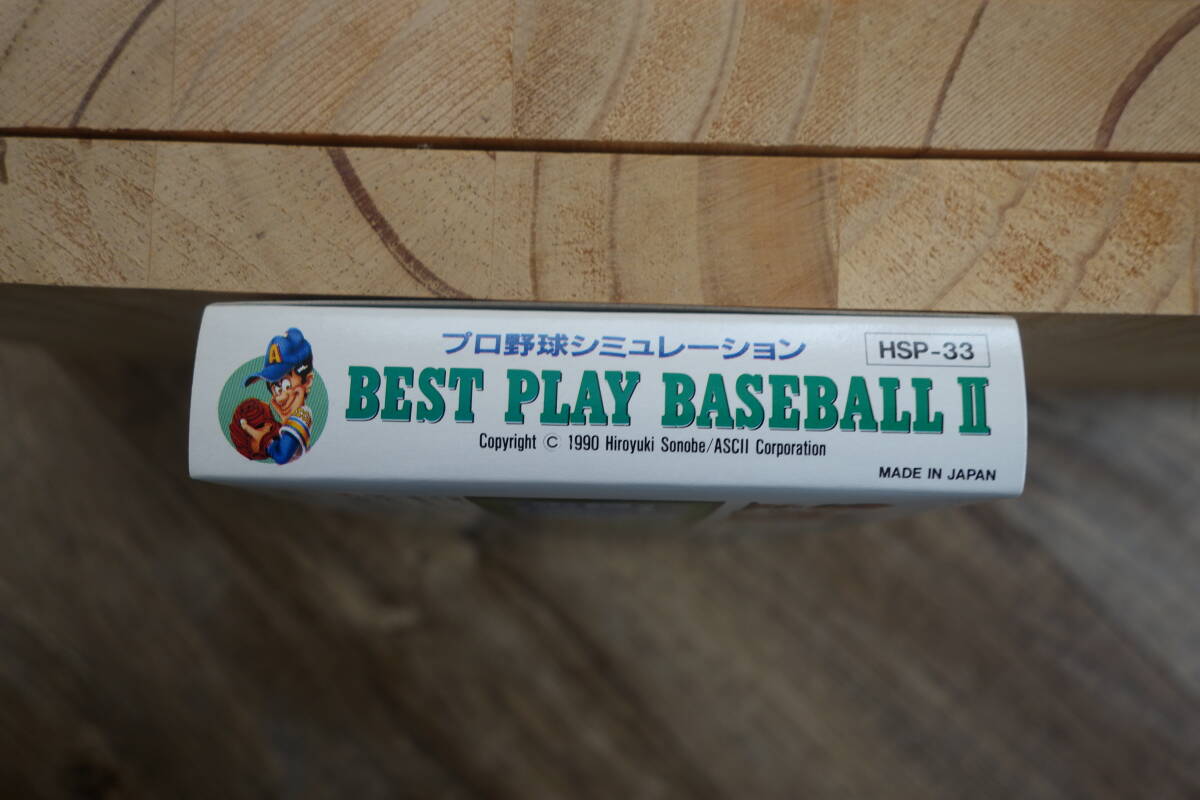 プロ野球シミュレーション
HSP-33
A
BEST PLAY BASEBALL II
Copyright © 1990 Hiroyuki Sonobe/ASCII Corporation
MADE IN JAPAN